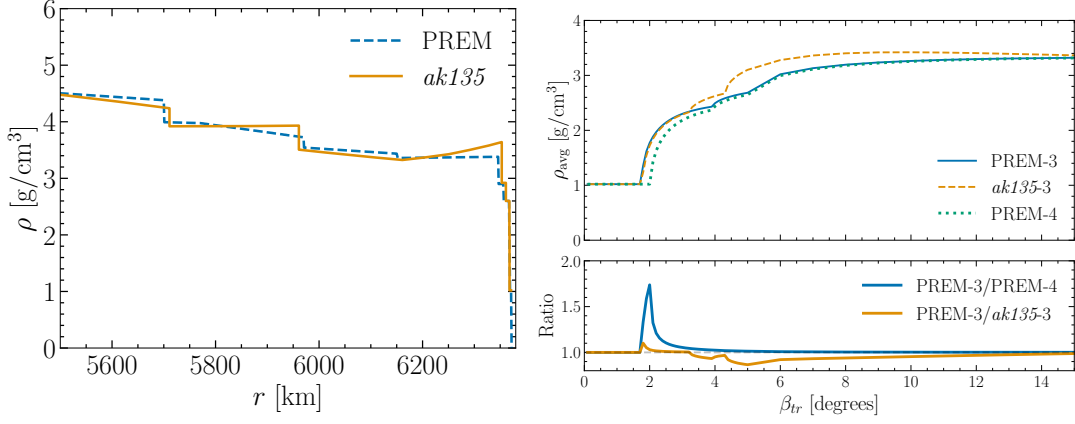 6
5
4
3
2
1
0
ρ [g/cm³]
PREM
ak135
5600 5800 6000 6200
r [km]
4
3
2
1
ρavg [g/cm³]
PREM-3
ak135-3
PREM-4
2.0
1.5
1.0
Ratio
PREM-3/PREM-4
PREM-3/ak135-3
0 2 4 6 8 10 12 14
βtr [degrees]